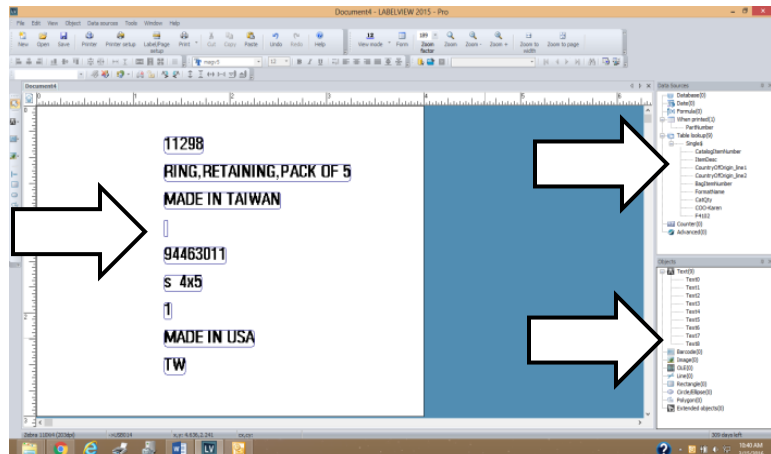 Document4 - LABELVIEW 2015 - Pro
File Edit View Object Data sources Tools Window Help
New Open Save Printer Printer setup Label/Page setup Print Cut Copy Paste Undo Redo Help View mode Form Zoom factor Zoom Zoom - Zoom + Zoom to width Zoom to page
Document4
11298
RING,RETAINING,PACK OF 5
MADE IN TAIWAN
94463011
s 4x5
1
MADE IN USA
TW
Data Sources
Database(0)
Date(0)
Formula(0)
When printed(1)
PartNumber
Table lookup(9)
Singles
CatalogItemNumber
ItemDesc
CountryOfOrigin_line1
CountryOfOrigin_line2
BagItemNumber
FormatName
CatQty
COO-Karen
F4102
Counter(0)
Advanced(0)
Objects
Text(9)
Text0
Text1
Text2
Text3
Text4
Text5
Text6
Text7
Text8
Barcode(0)
Image(0)
OLE(0)
Line(0)
Rectangle(0)
Circle/Ellipse(0)
Polygon(0)
Extended objects(0)
300 days left
10:40 AM